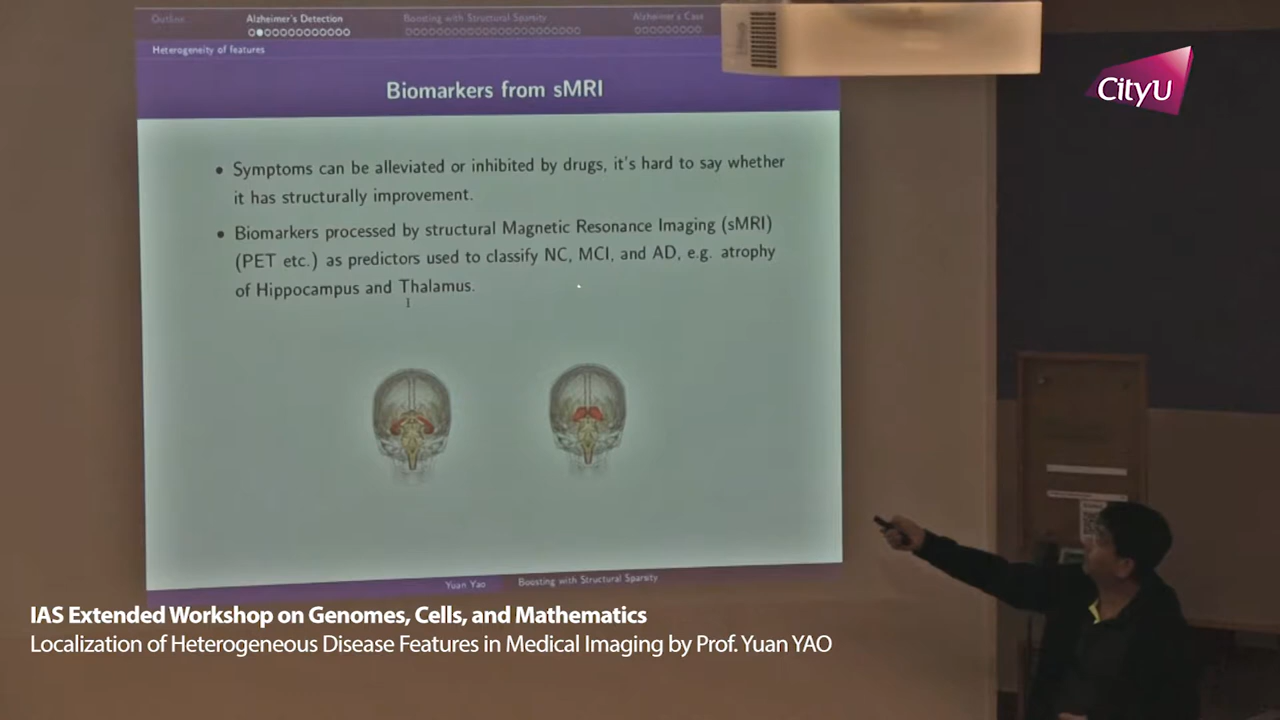 Outline
Alzheimer's Detection
Boosting with Structural Sparsity
Alzheimer's Case
Heterogeneity of features
Biomarkers from sMRI
CityU
• Symptoms can be alleviated or inhibited by drugs, it's hard to say whether
it has structurally improvement.
• Biomarkers processed by structural Magnetic Resonance Imaging (sMRI)
(PET etc.) as predictors used to classify NC, MCI, and AD, e.g. atrophy
of Hippocampus and Thalamus.
Yuan Yao
Boosting with Structural Sparsity
IAS Extended Workshop on Genomes, Cells, and Mathematics
Localization of Heterogeneous Disease Features in Medical Imaging by Prof. Yuan YAO